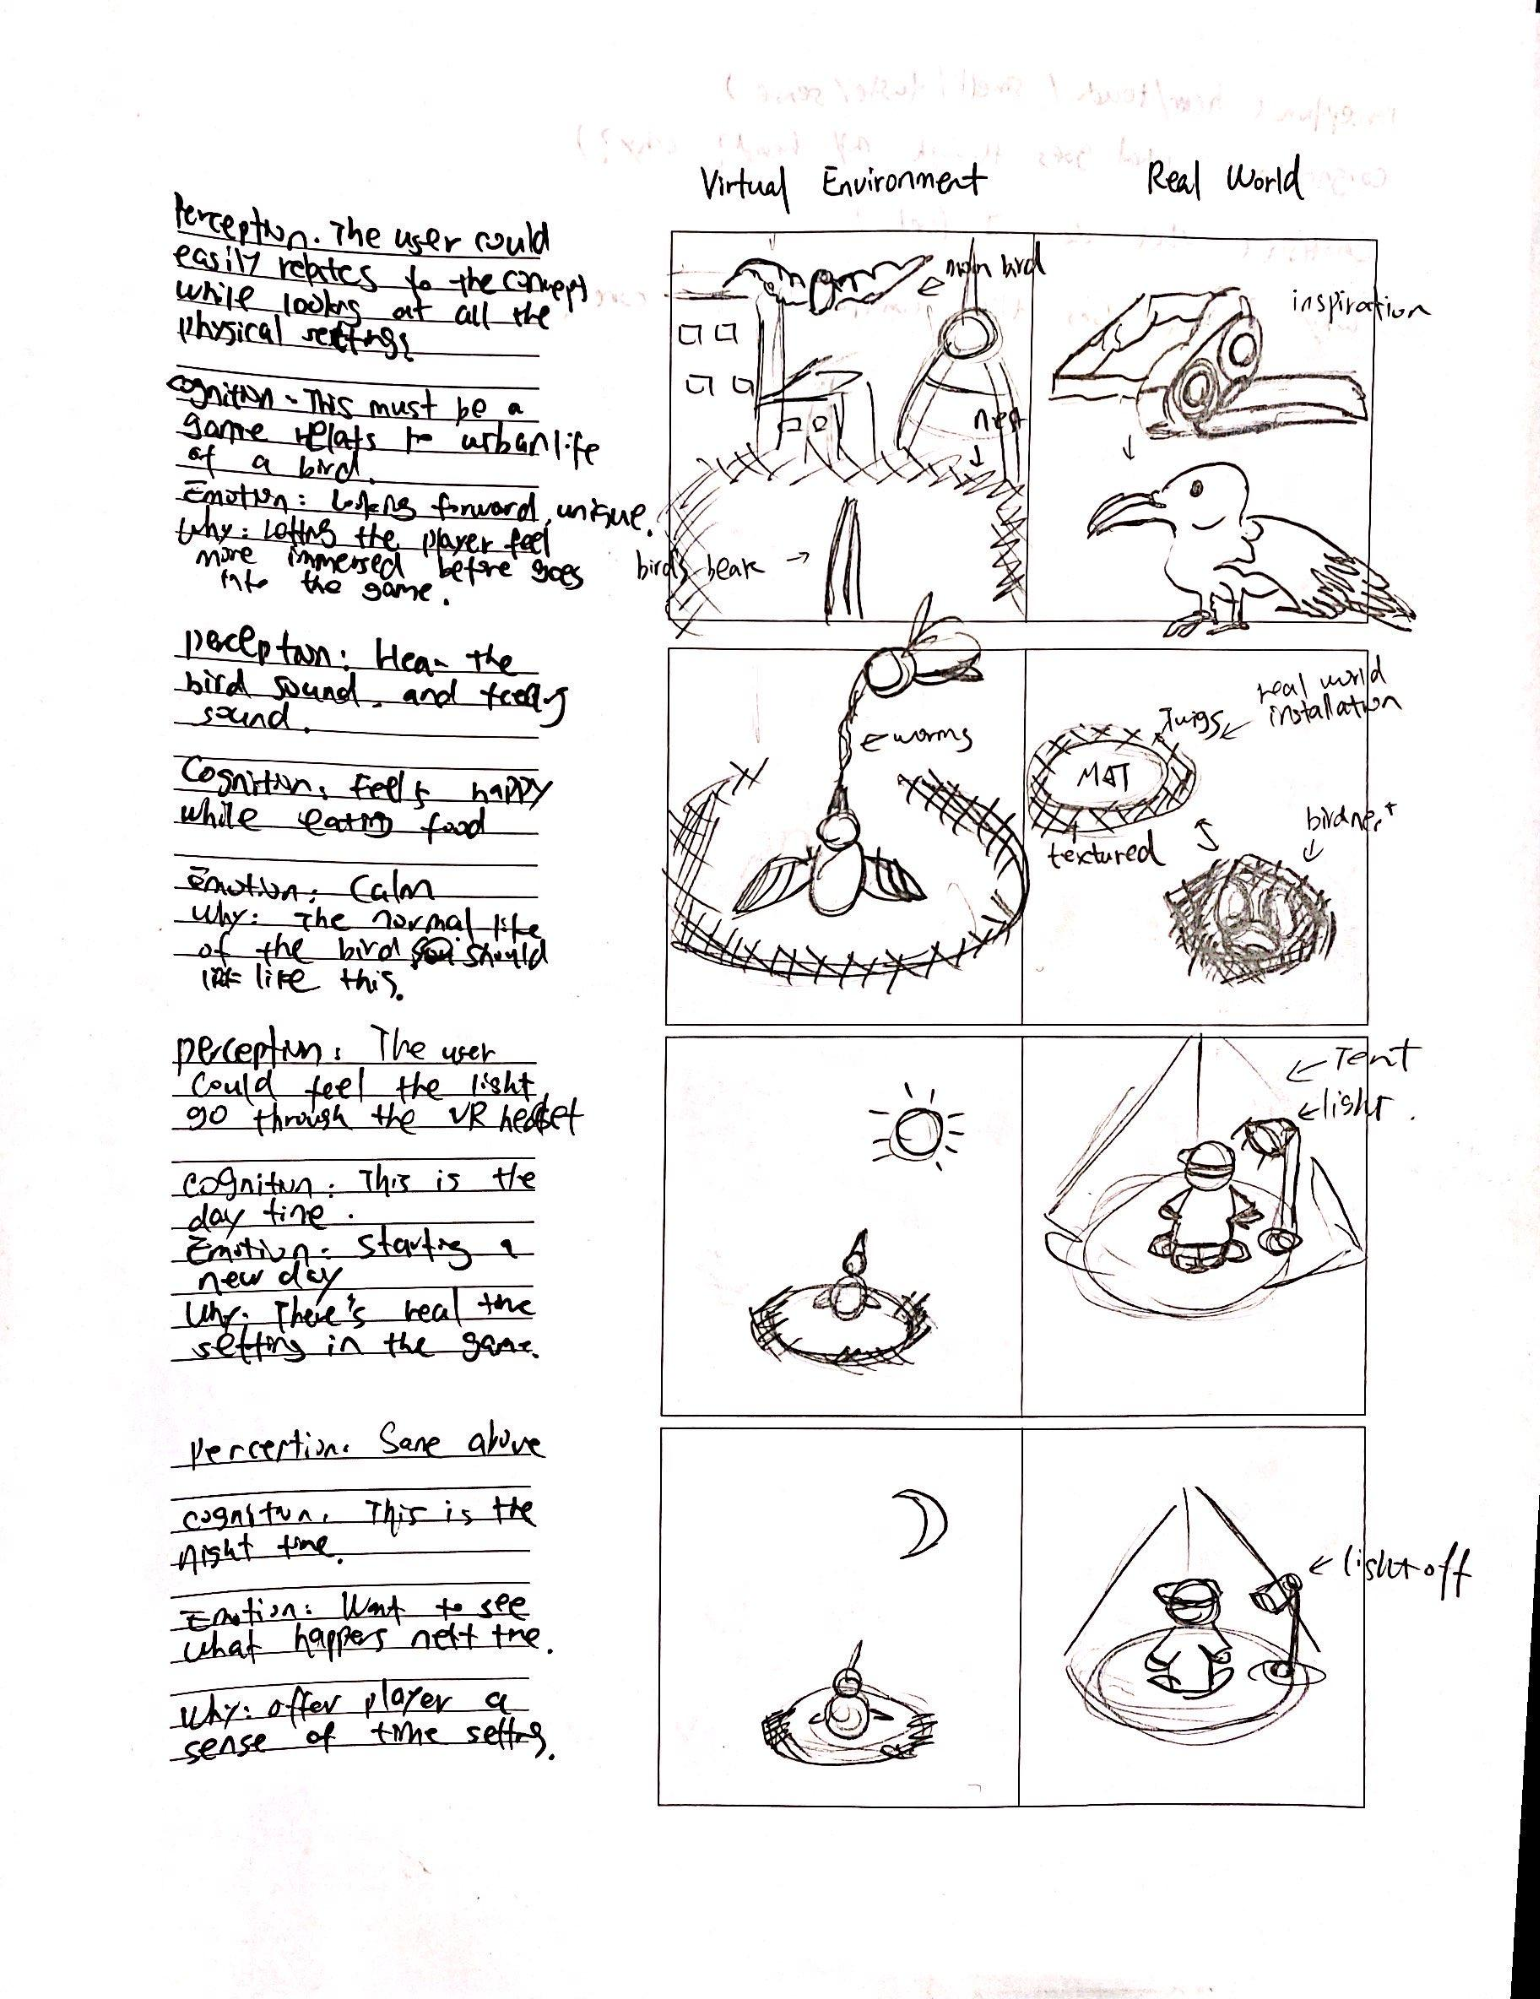 Virtual Environment
Real World
Perception. The user could
easily relates to the concept
while looking at all the
physical settings
cognition - This must be a
game relats to urban life
of a bird.
Emotion: looking forward, unique.
Why: Letting the player feel
more immersed before goes
into the game.
mom bird
nest
bird's beak
inspiration
perception: Hear the
bird sound, and feeling
sound.
Cognition: Feels happy
while eating food
Emotion: Calm
Why: The normal life
of the bird should
like this.
worms
real world
installation
Twigs
MAT
textured
birdnest
perception: The user
could feel the light
go through the VR headset
cognition: This is the
day time.
Emotion: starting a
new day
Why: There's real time
setting in the game.
Tent
light.
Perception: Same above
cognition: This is the
night time.
Emotion: Want to see
what happens next time.
Why: offer player a
sense of time setting.
light off